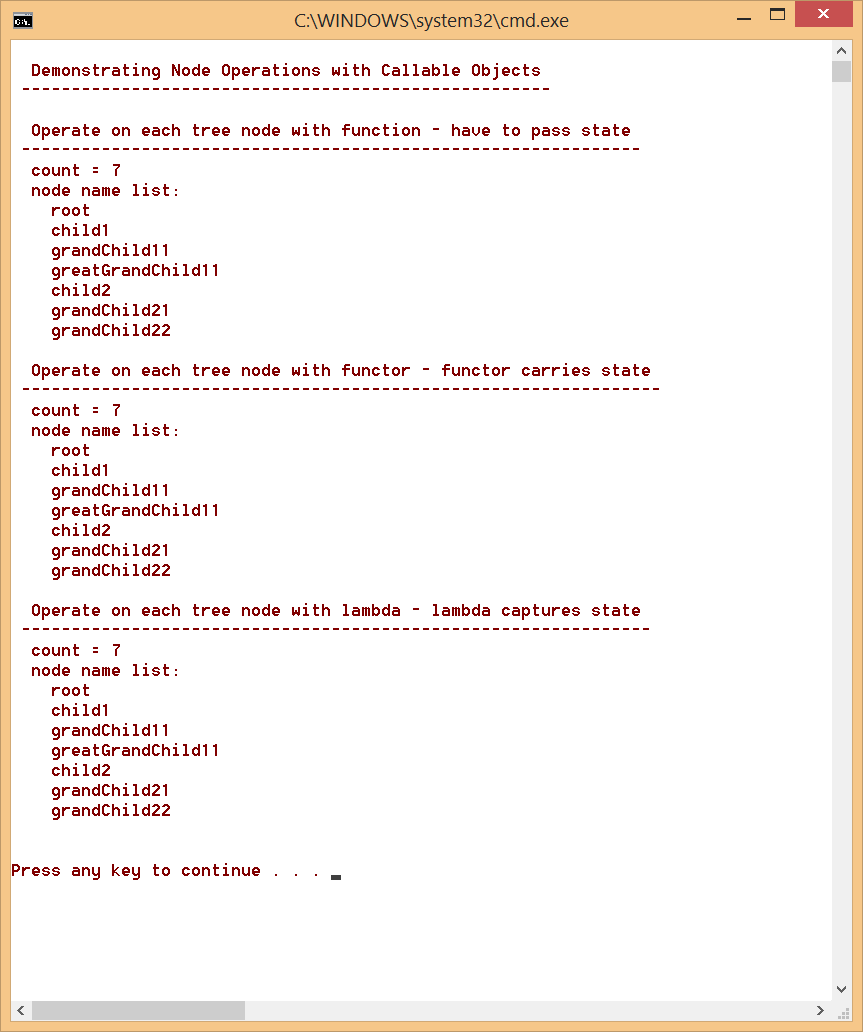 C:\WINDOWS\system32\cmd.exe
Demonstrating Node Operations with Callable Objects
-----------------------------------------------------
Operate on each tree node with function - have to pass state
--------------------------------------------------------------
count = 7
node name list:
root
child1
grandChild11
greatGrandChild11
child2
grandChild21
grandChild22
Operate on each tree node with functor - functor carries state
----------------------------------------------------------------
count = 7
node name list:
root
child1
grandChild11
greatGrandChild11
child2
grandChild21
grandChild22
Operate on each tree node with lambda - lambda captures state
---------------------------------------------------------------
count = 7
node name list:
root
child1
grandChild11
greatGrandChild11
child2
grandChild21
grandChild22
Press any key to continue . . .